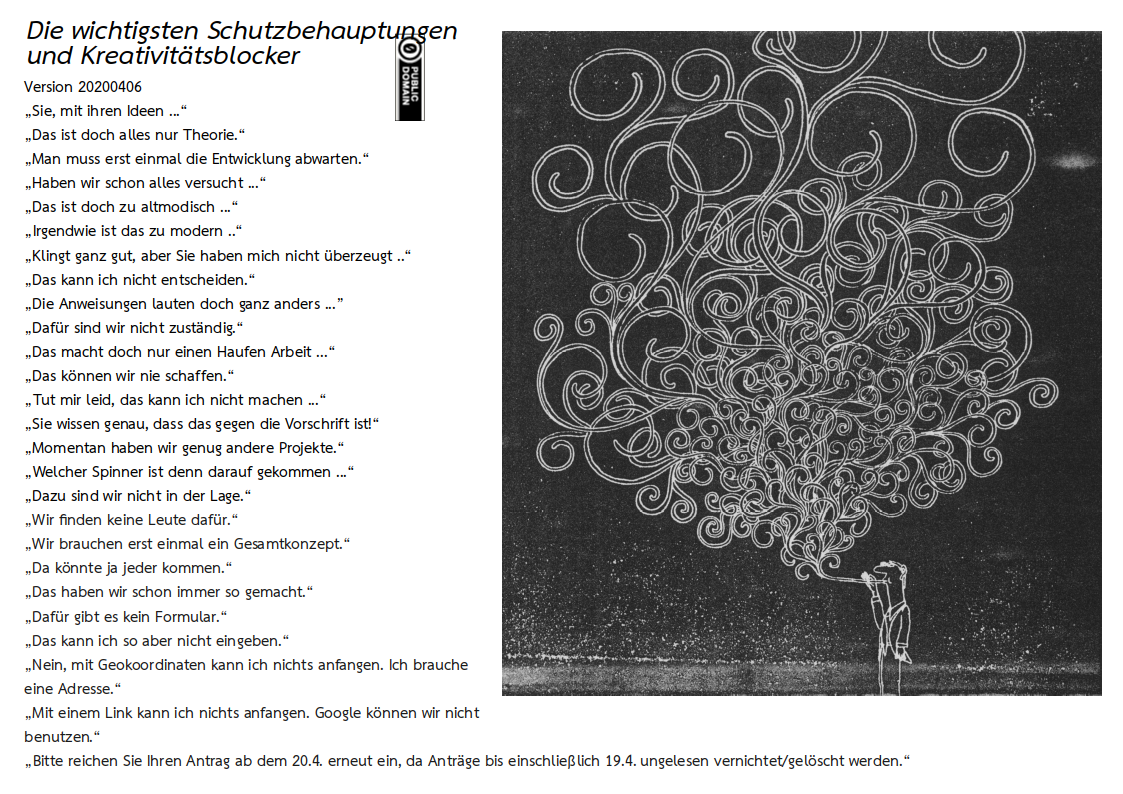 Die wichtigsten Schutzbehauptungen
und Kreativitätsblocker
PUBLIC
DOMAIN
Version 20200406
„Sie, mit ihren Ideen ...“
„Das ist doch alles nur Theorie.“
„Man muss erst einmal die Entwicklung abwarten.“
„Haben wir schon alles versucht ...“
„Das ist doch zu altmodisch ...“
„Irgendwie ist das zu modern ..“
„Klingt ganz gut, aber Sie haben mich nicht überzeugt ..“
„Das kann ich nicht entscheiden.“
„Die Anweisungen lauten doch ganz anders ...”
„Dafür sind wir nicht zuständig.“
„Das macht doch nur einen Haufen Arbeit ...“
„Das können wir nie schaffen.“
„Tut mir leid, das kann ich nicht machen ...“
„Sie wissen genau, dass das gegen die Vorschrift ist!“
„Momentan haben wir genug andere Projekte.“
„Welcher Spinner ist denn darauf gekommen ...“
„Dazu sind wir nicht in der Lage.“
„Wir finden keine Leute dafür.“
„Wir brauchen erst einmal ein Gesamtkonzept.“
„Da könnte ja jeder kommen.“
„Das haben wir schon immer so gemacht.“
„Dafür gibt es kein Formular.“
„Das kann ich so aber nicht eingeben.“
„Nein, mit Geokoordinaten kann ich nichts anfangen. Ich brauche
eine Adresse.“
„Mit einem Link kann ich nichts anfangen. Google können wir nicht
benutzen.“
„Bitte reichen Sie Ihren Antrag ab dem 20.4. erneut ein, da Anträge bis einschließlich 19.4. ungelesen vernichtet/gelöscht werden.“